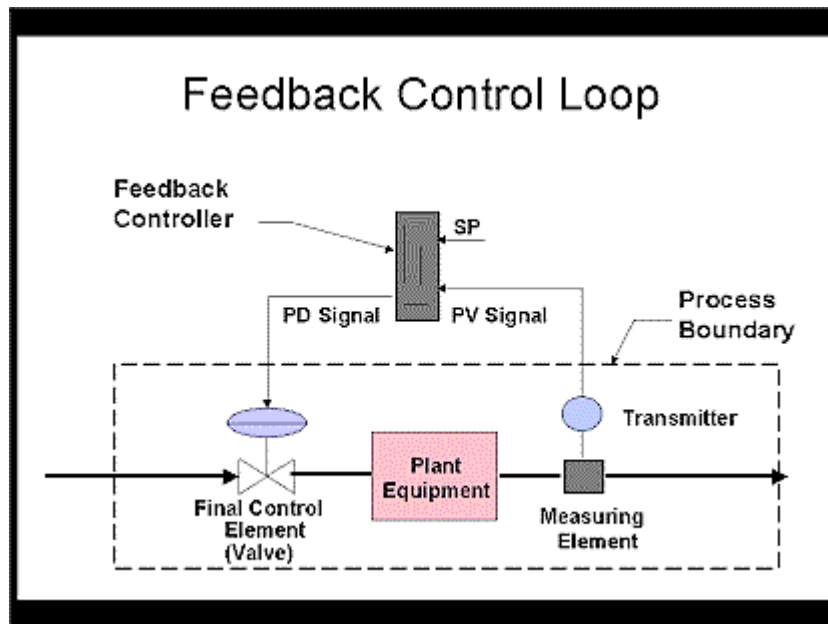 Feedback Control Loop
Feedback
Controller
SP
PD Signal
PV Signal
Process
Boundary
Transmitter
Plant
Equipment
Final Control
Element
(Valve)
Measuring
Element